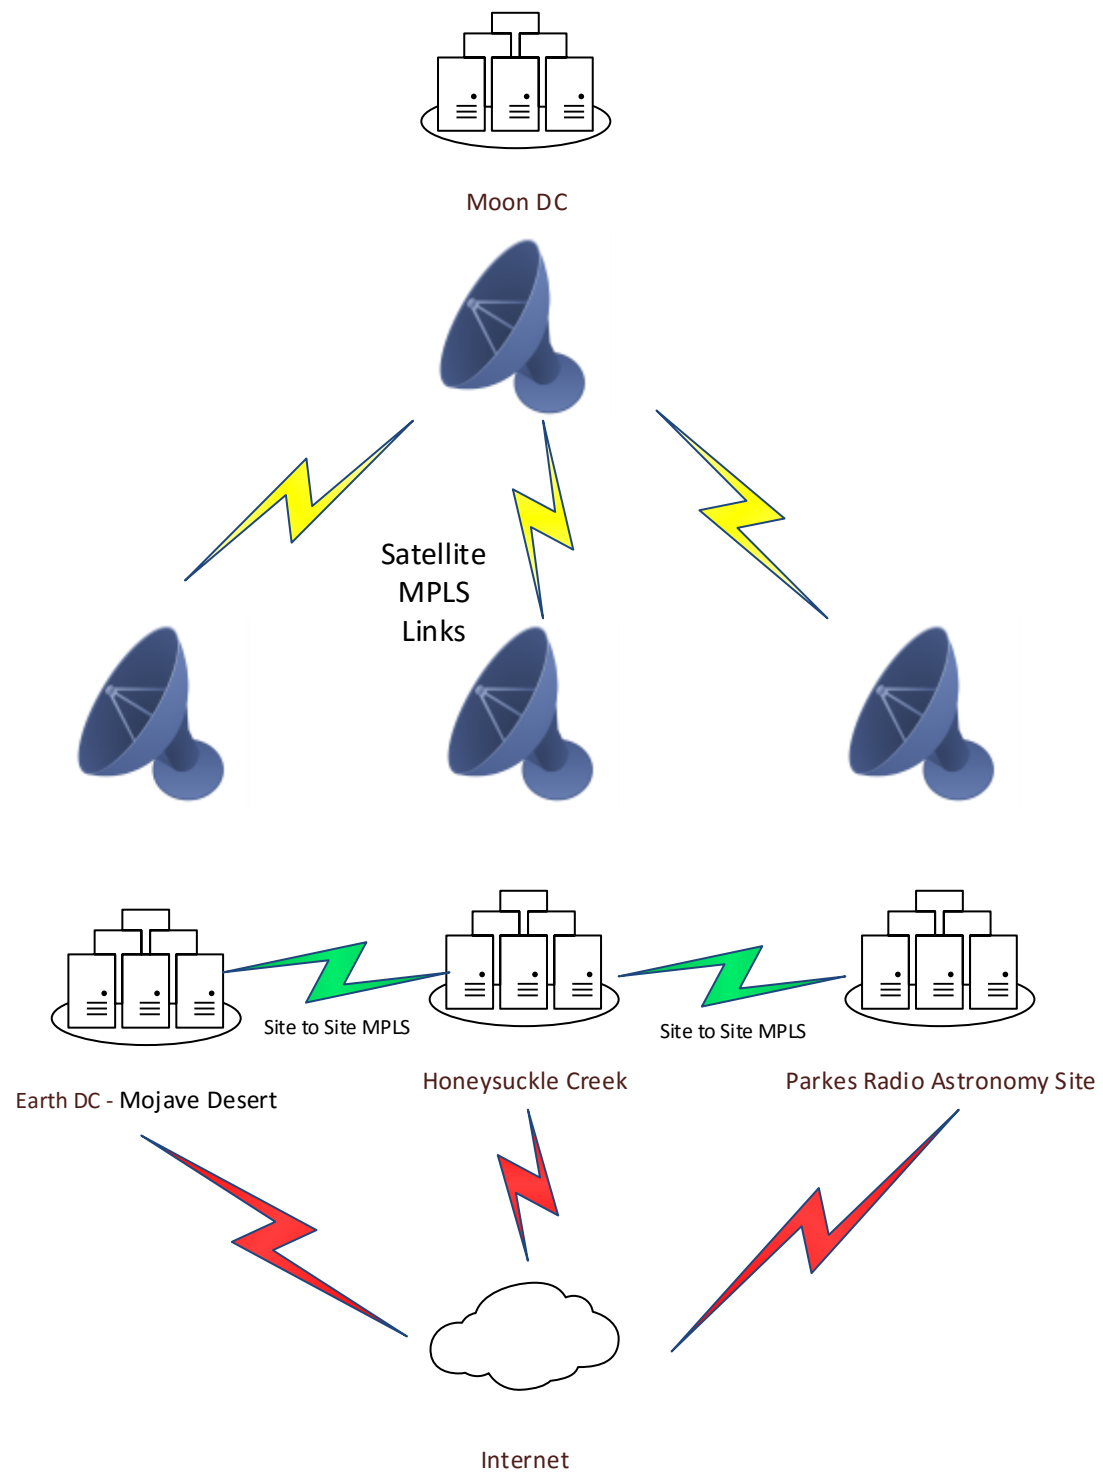 Moon DC
Satellite
MPLS
Links
Site to Site MPLS
Site to Site MPLS
Honeysuckle Creek
Parkes Radio Astronomy Site
Earth DC - Mojave Desert
Internet